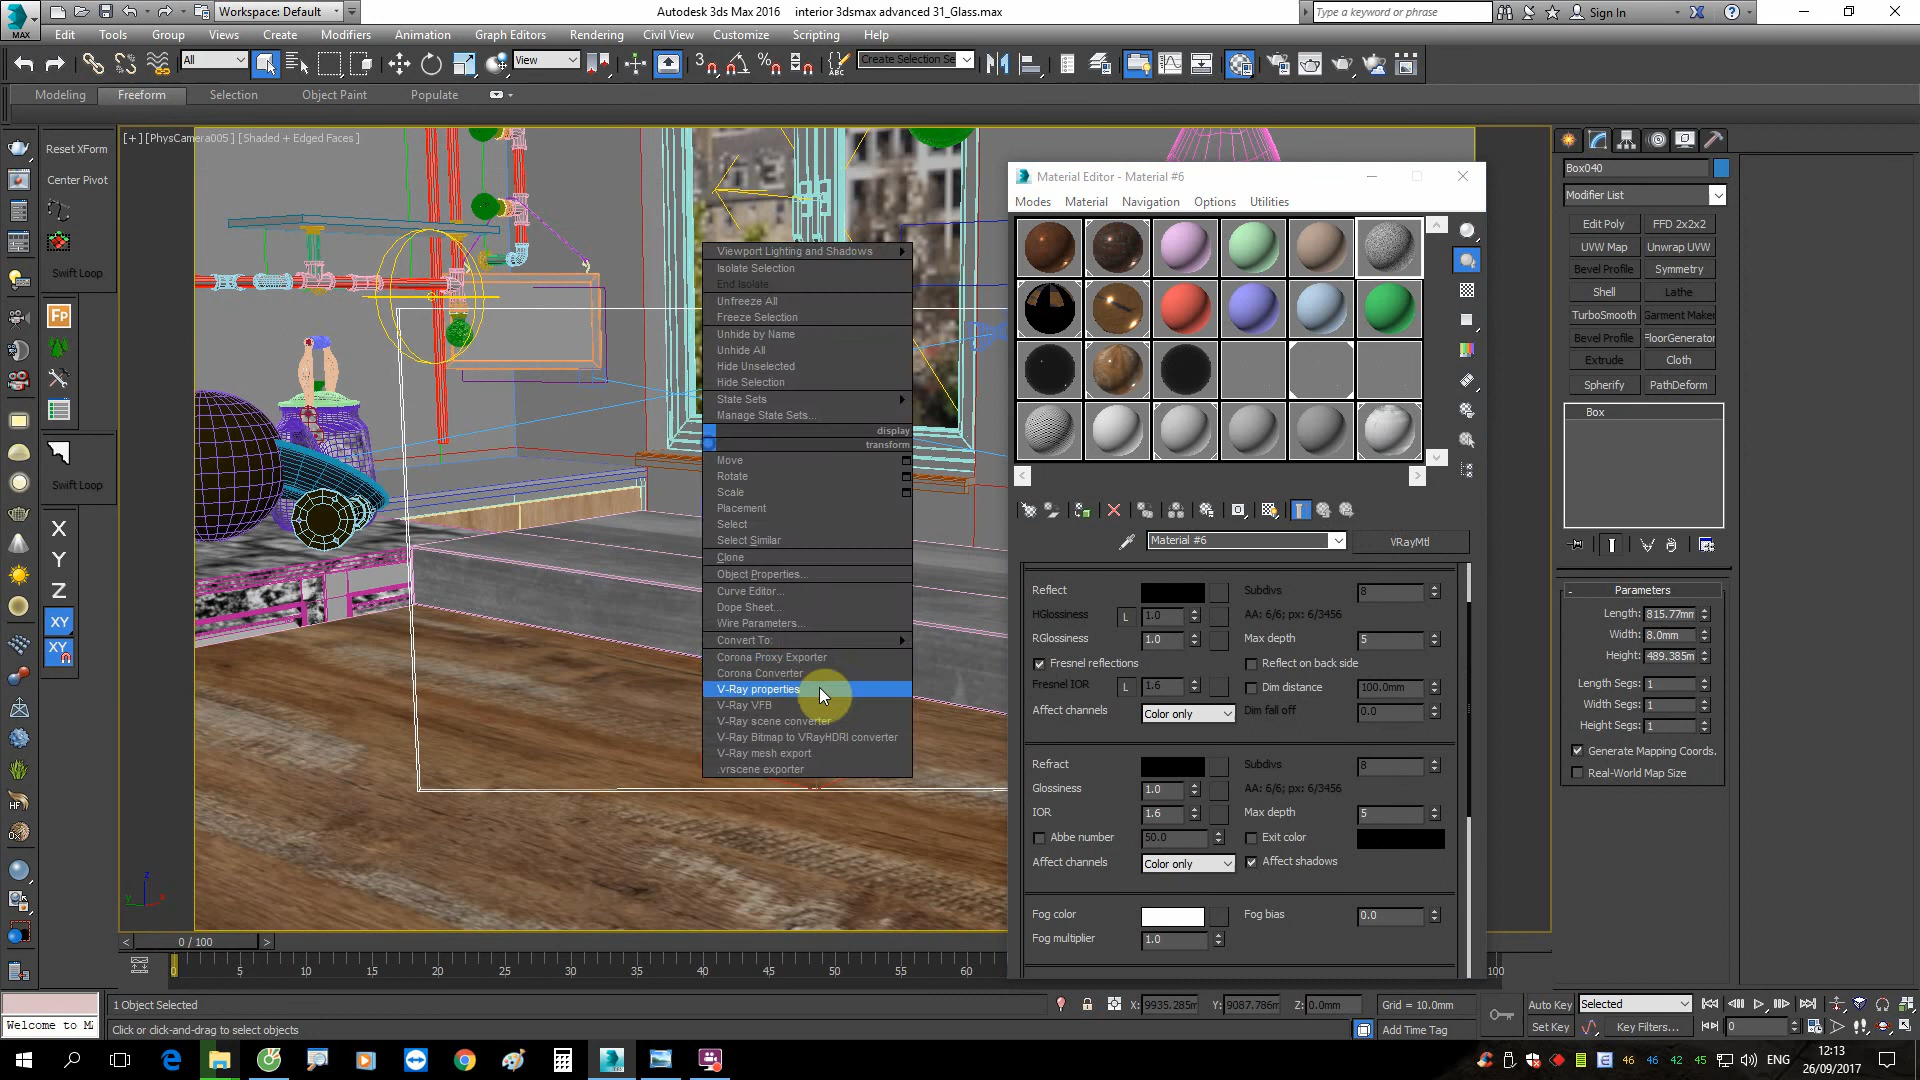 Workspace: Default
Autodesk 3ds Max 2016    interior 3dsmax advanced 31_Glass.max
Type a keyword or phrase
Sign In
MAX
Edit Tools Group Views Create Modifiers Animation Graph Editors Rendering Civil View Customize Scripting Help
All
View
Create Selection Se
Modeling Freeform Selection Object Paint Populate
[+] [PhysCamera005] [Shaded + Edged Faces]
Reset XForm
Center Pivot
Swift Loop
Swift Loop
X
Y
Z
XY
XY
Viewport Lighting and Shadows
Isolate Selection
End Isolate
Unfreeze All
Freeze Selection
Unhide by Name
Unhide All
Hide Unselected
Hide Selection
State Sets
Manage State Sets...
display
transform
Move
Rotate
Scale
Placement
Select
Select Similar
Clone
Object Properties...
Curve Editor...
Dope Sheet...
Wire Parameters...
Convert To:
Corona Proxy Exporter
Corona Converter
V-Ray properties
V-Ray VFB
V-Ray scene converter
V-Ray Bitmap to VRayHDRI converter
V-Ray mesh export
.vrscene exporter
Material Editor - Material #6
Modes Material Navigation Options Utilities
Material #6
VRayMtl
Reflect Subdivs 8
HGlossiness L 1.0 AA: 6/6; px: 6/3456
RGlossiness 1.0 Max depth 5
Fresnel reflections Reflect on back side
Fresnel IOR L 1.6 Dim distance 100.0mm
Affect channels Color only Dim fall off 0.0
Refract Subdivs 8
Glossiness 1.0 AA: 6/6; px: 6/3456
IOR 1.6 Max depth 5
Abbe number 50.0 Exit color
Affect channels Color only Affect shadows
Fog color Fog bias 0.0
Fog multiplier 1.0
Box040
Modifier List
Edit Poly FFD 2x2x2
UVW Map Unwrap UVW
Bevel Profile Symmetry
Shell Lathe
TurboSmooth Garment Maker
Bevel Profile FloorGenerator
Extrude Cloth
Spherify PathDeform
Box
- Parameters
Length: 815.77mm
Width: 8.0mm
Height: 489.385m
Length Segs: 1
Width Segs: 1
Height Segs: 1
Generate Mapping Coords.
Real-World Map Size
0 / 100
0 5 10 15 20 25 30 35 40 45 50 55 60 100
1 Object Selected
X: 9935.285m Y: 9087.786m Z: 0.0mm Grid = 10.0mm
Auto Key Selected
Welcome to M
Click or click-and-drag to select objects
Add Time Tag
Set Key Key Filters... 0
46 46 42 45 ENG
12:13
26/09/2017